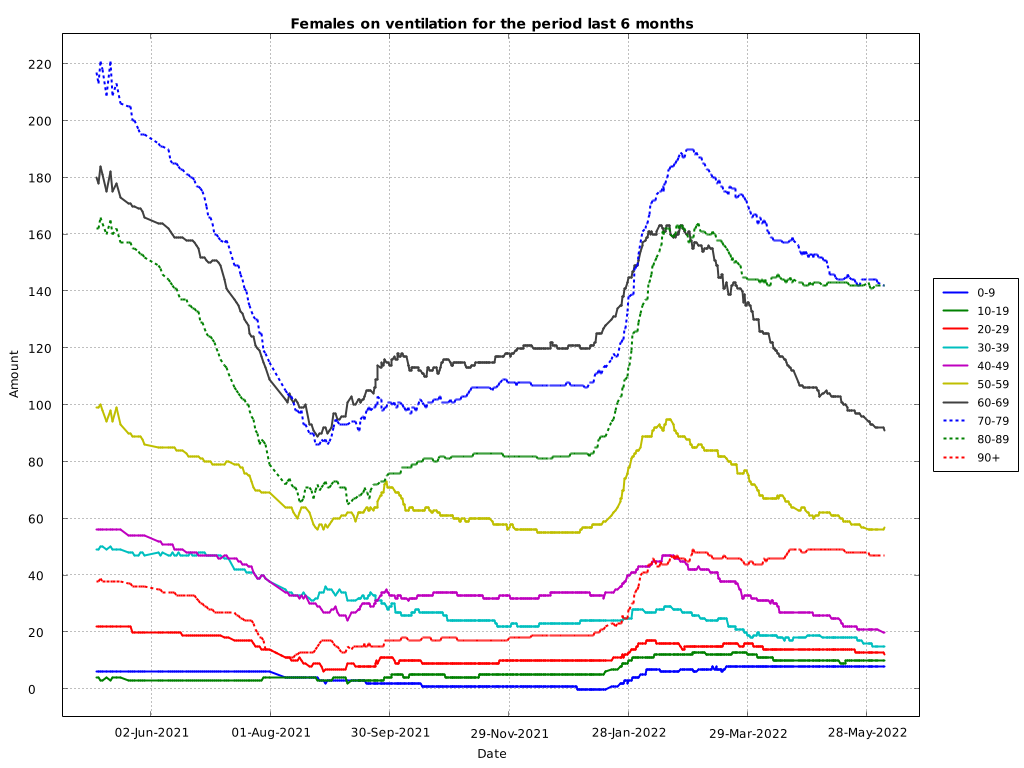 Females on ventilation for the period last 6 months
220
200
180
160
140
120
100
80
60
40
20
0
Amount
02-Jun-2021
01-Aug-2021
30-Sep-2021
29-Nov-2021
28-Jan-2022
29-Mar-2022
28-May-2022
Date
0-9
10-19
20-29
30-39
40-49
50-59
60-69
70-79
80-89
90+